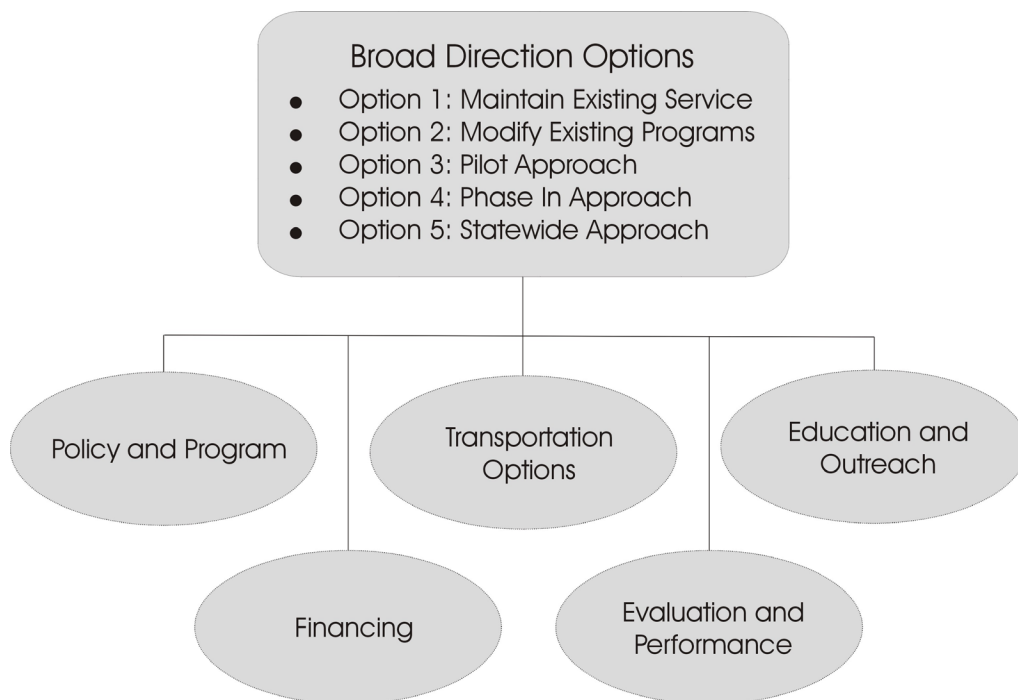 Broad Direction Options
● Option 1: Maintain Existing Service
● Option 2: Modify Existing Programs
● Option 3: Pilot Approach
● Option 4: Phase In Approach
● Option 5: Statewide Approach
Policy and Program
Transportation
Options
Education and
Outreach
Financing
Evaluation and
Performance